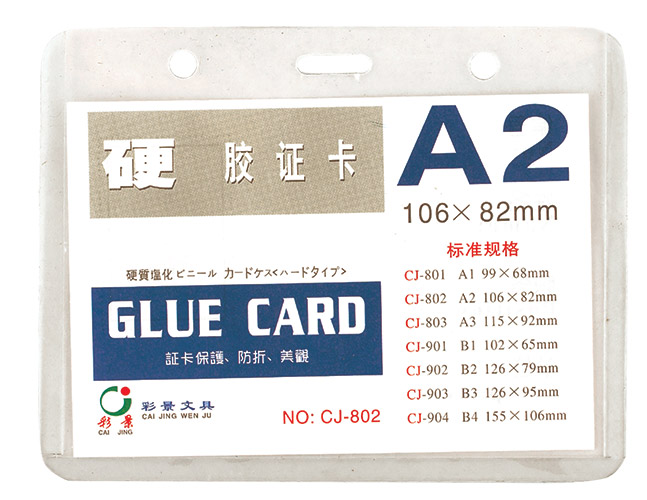 硬 胶证卡
A2
106×82mm
硬質塩化ビニール カードケス<ハードタイプ>
GLUE CARD
証卡保護、防折、美觀
彩景
CAI JING
彩景文具
CAI JING WEN JU
NO: CJ-802
标准规格
CJ-801 A1 99×68mm
CJ-802 A2 106×82mm
CJ-803 A3 115×92mm
CJ-901 B1 102×65mm
CJ-902 B2 126×79mm
CJ-903 B3 126×95mm
CJ-904 B4 155×106mm